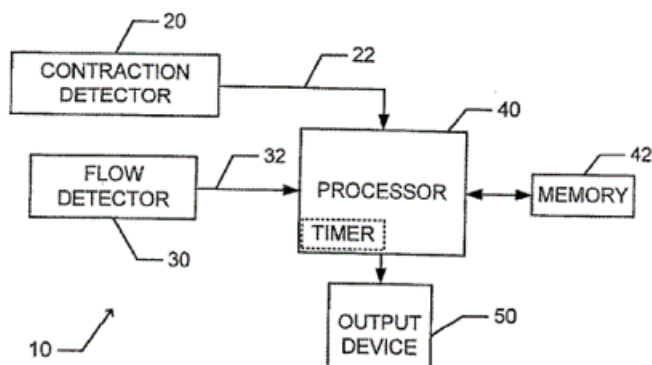 20
CONTRACTION
DETECTOR
22
40
FLOW
DETECTOR
32
30
PROCESSOR
TIMER
42
MEMORY
10
OUTPUT
DEVICE
50